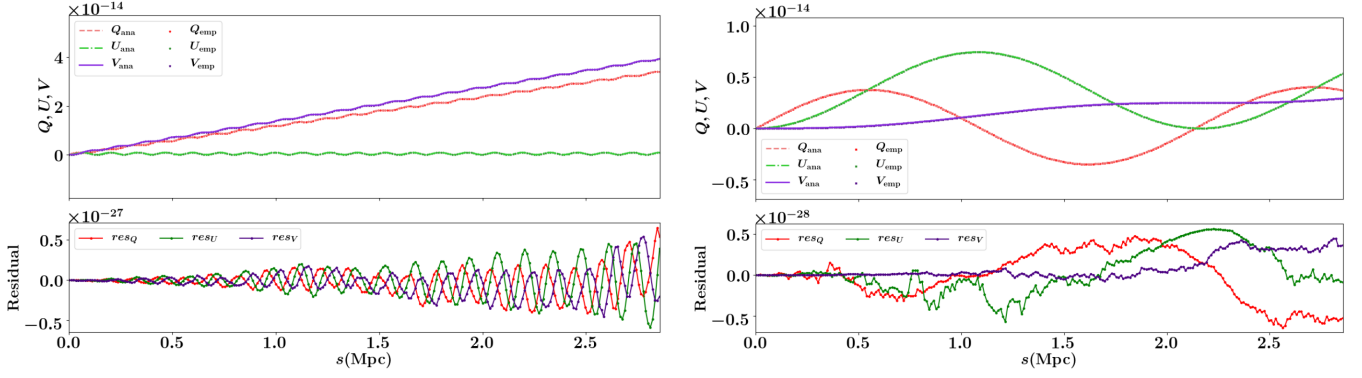 ×10⁻¹⁴
Q, U, V
4
2
0
Q_ana
U_ana
V_ana
Q_emp
U_emp
V_emp
×10⁻²⁷
Residual
0.5
0.0
−0.5
res_Q
res_U
res_V
0.0 0.5 1.0 1.5 2.0 2.5
s(Mpc)
×10⁻¹⁴
Q, U, V
1.0
0.5
0.0
−0.5
Q_ana
U_ana
V_ana
Q_emp
U_emp
V_emp
×10⁻²⁸
Residual
0.5
0.0
−0.5
res_Q
res_U
res_V
0.0 0.5 1.0 1.5 2.0 2.5
s(Mpc)